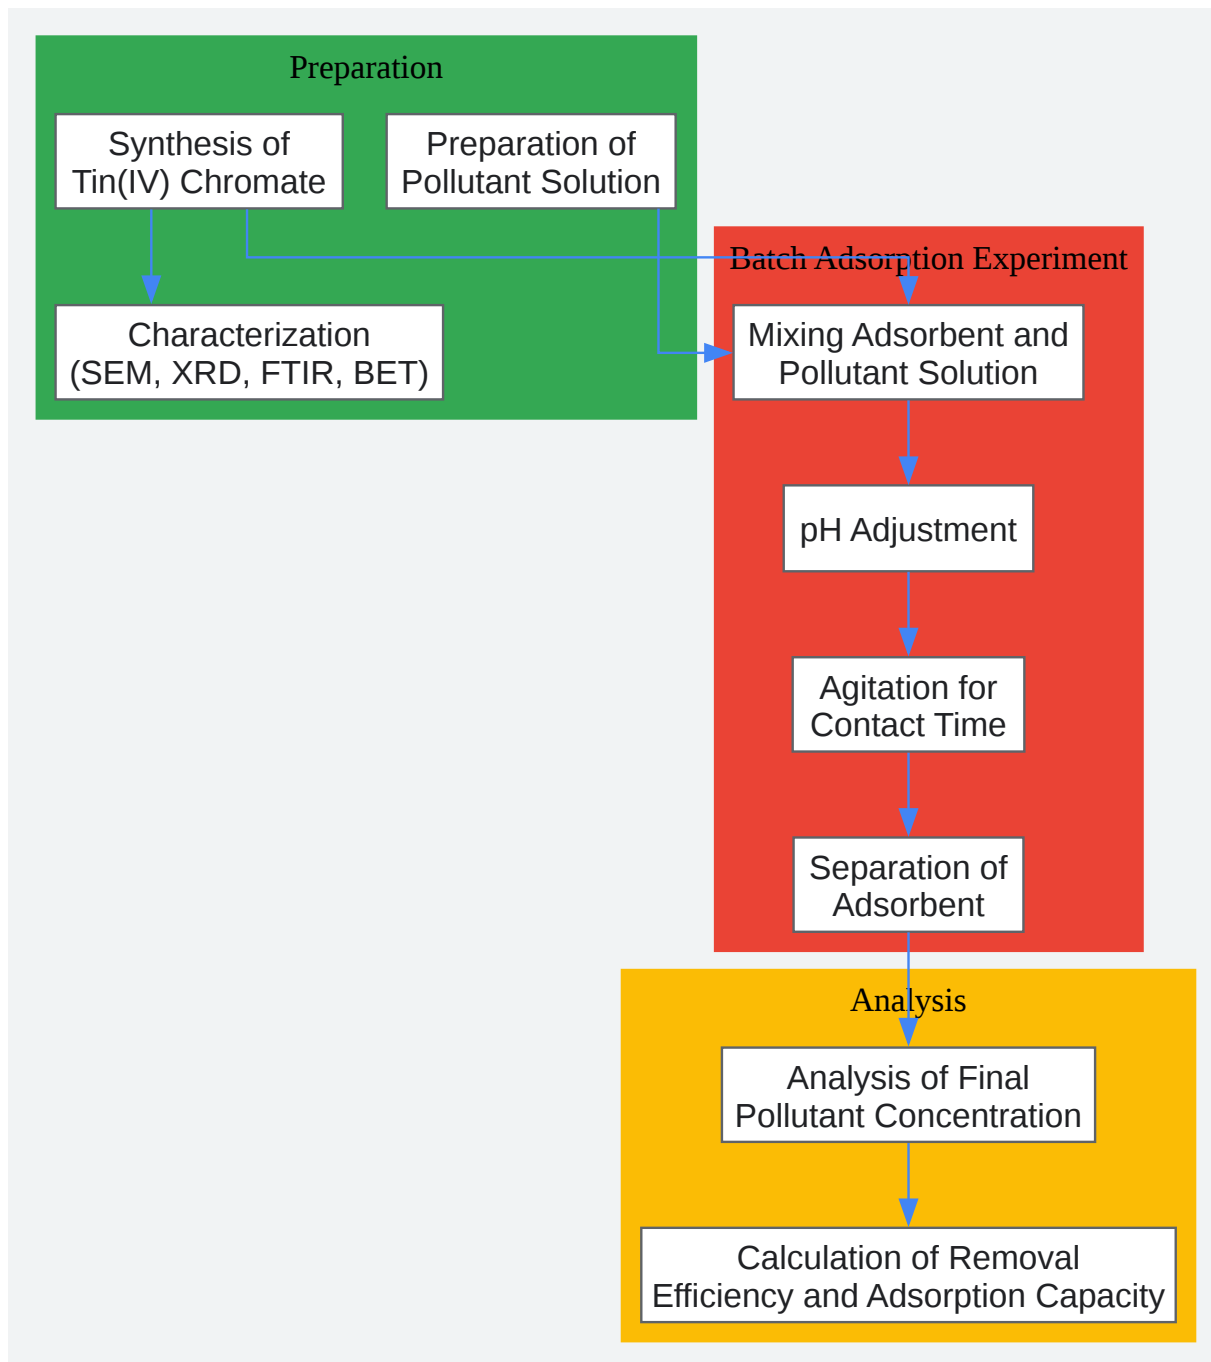 Preparation
Synthesis of
Tin(IV) Chromate
Preparation of
Pollutant Solution
Characterization
(SEM, XRD, FTIR, BET)
Batch Adsorption Experiment
Mixing Adsorbent and
Pollutant Solution
pH Adjustment
Agitation for
Contact Time
Separation of
Adsorbent
Analysis
Analysis of Final
Pollutant Concentration
Calculation of Removal
Efficiency and Adsorption Capacity